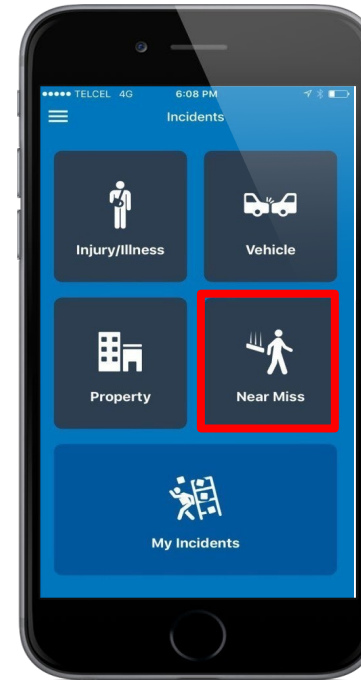 TELCEL 4G 6:08 PM
Incidents
Injury/Illness Vehicle
Property Near Miss
My Incidents